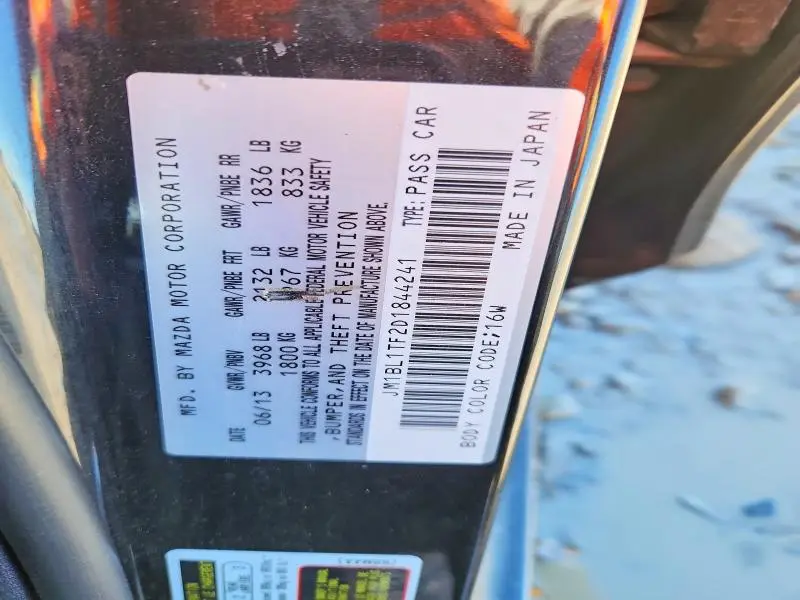 MFD. BY MAZDA MOTOR CORPORATION
DATE GVWR/PNBV GAWR/PNBE FRT GAWR/PNBE RR
06/13 3968 LB 2132 LB 1836 LB
1800 KG 967 KG 833 KG
THIS VEHICLE CONFORMS TO ALL APPLICABLE FEDERAL MOTOR VEHICLE SAFETY
,BUMPER,AND THEFT PREVENTION
STANDARDS IN EFFECT ON THE DATE OF MANUFACTURE SHOWN ABOVE.
JM1BL1TF2D1844241 TYPE: PASS CAR
BODY COLOR CODE;16W MADE IN JAPAN